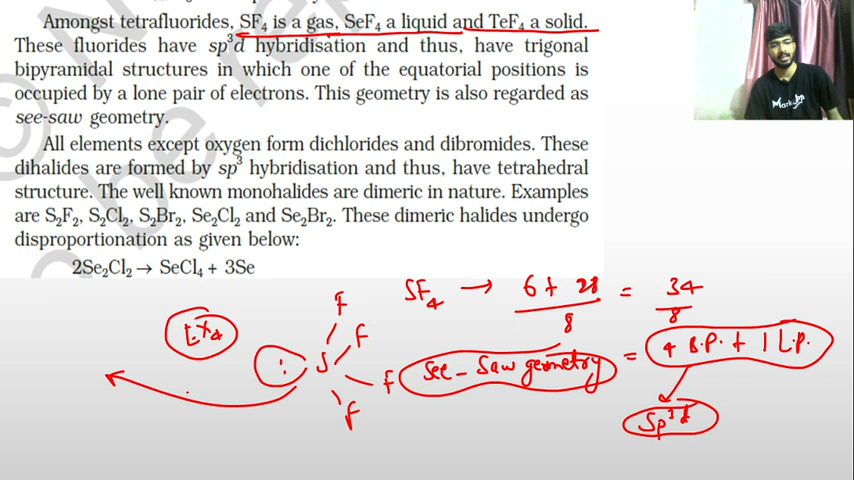 Amongst tetrafluorides, SF4 is a gas, SeF4 a liquid and TeF4 a solid.
These fluorides have sp3d hybridisation and thus, have trigonal
bipyramidal structures in which one of the equatorial positions is
occupied by a lone pair of electrons. This geometry is also regarded as
see-saw geometry.
All elements except oxygen form dichlorides and dibromides. These
dihalides are formed by sp3 hybridisation and thus, have tetrahedral
structure. The well known monohalides are dimeric in nature. Examples
are S2F2, S2Cl2, S2Br2, Se2Cl2 and Se2Br2. These dimeric halides undergo
disproportionation as given below:
2Se2Cl2 → SeCl4 + 3Se
SF4 → 6 + 28 / 8 = 34 / 8
= 4 B.P. + 1 L.P.
See-Saw geometry
Sp3d
F
F
: S
F
F